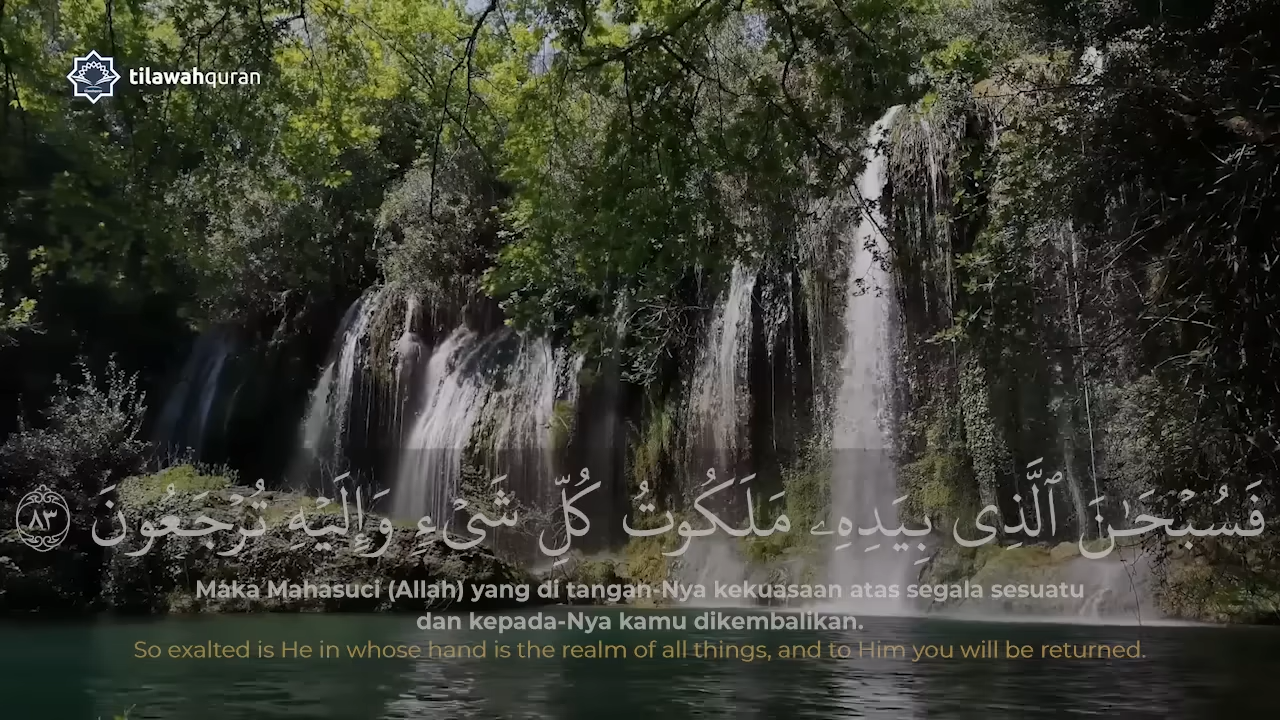 tilawahquran
فَسُبْحَـٰنَ ٱلَّذِى بِيَدِهِۦ مَلَكُوتُ كُلِّ شَىْءٍ وَإِلَيْهِ تُرْجَعُونَ ٨٣
Maka Mahasuci (Allah) yang di tangan-Nya kekuasaan atas segala sesuatu
dan kepada-Nya kamu dikembalikan.
So exalted is He in whose hand is the realm of all things, and to Him you will be returned.